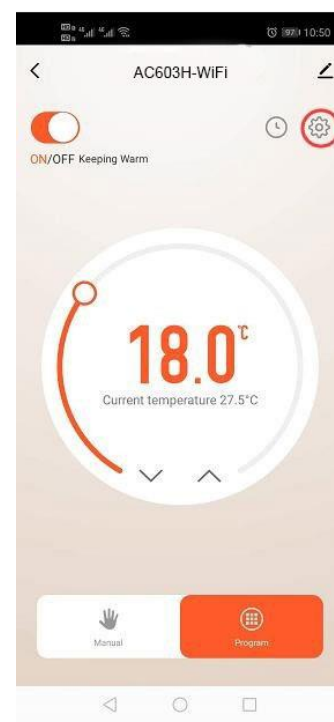 10:50
AC603H-WiFi
ON/OFF Keeping Warm
18.0℃
Current temperature 27.5°C
Manual
Program